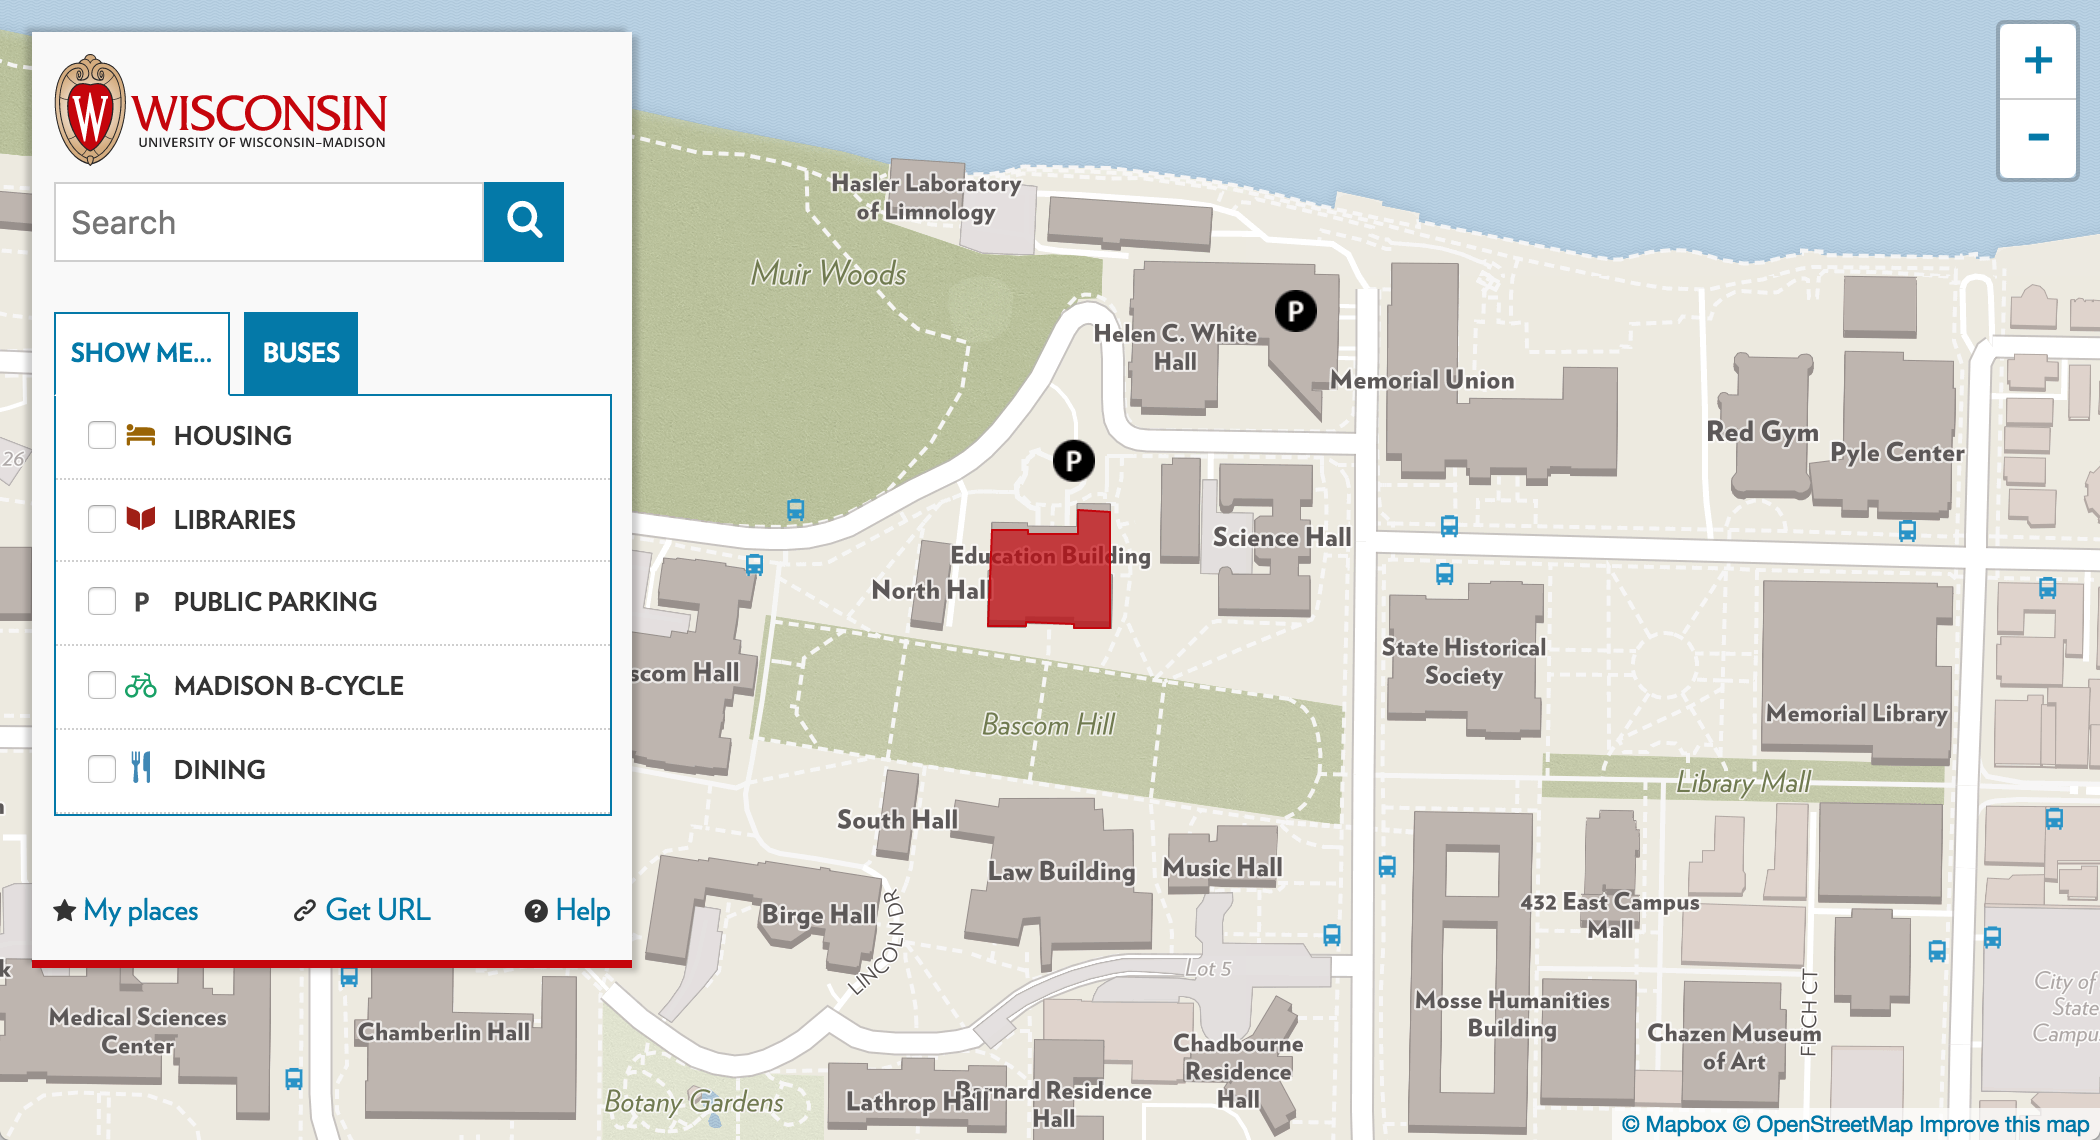 WISCONSIN
UNIVERSITY OF WISCONSIN–MADISON
Search
SHOW ME...
BUSES
HOUSING
LIBRARIES
P PUBLIC PARKING
MADISON B-CYCLE
DINING
My places
Get URL
? Help
+
-
Hasler Laboratory
of Limnology
Muir Woods
P
Helen C. White
Hall
Memorial Union
Red Gym
Pyle Center
26
P
Science Hall
Education Building
North Hall
State Historical
Society
scom Hall
Memorial Library
Bascom Hill
Library Mall
South Hall
Law Building
Music Hall
Birge Hall
432 East Campus
Mall
LINCOLN DR
Lot 5
City of
State
Campu
Medical Sciences
Center
Chamberlin Hall
Mosse Humanities
Building
Chazen Museum
of Art
Chadbourne
Residence
Hall
Botany Gardens
Lathrop Hall
Residence
Hall
© Mapbox © OpenStreetMap Improve this map